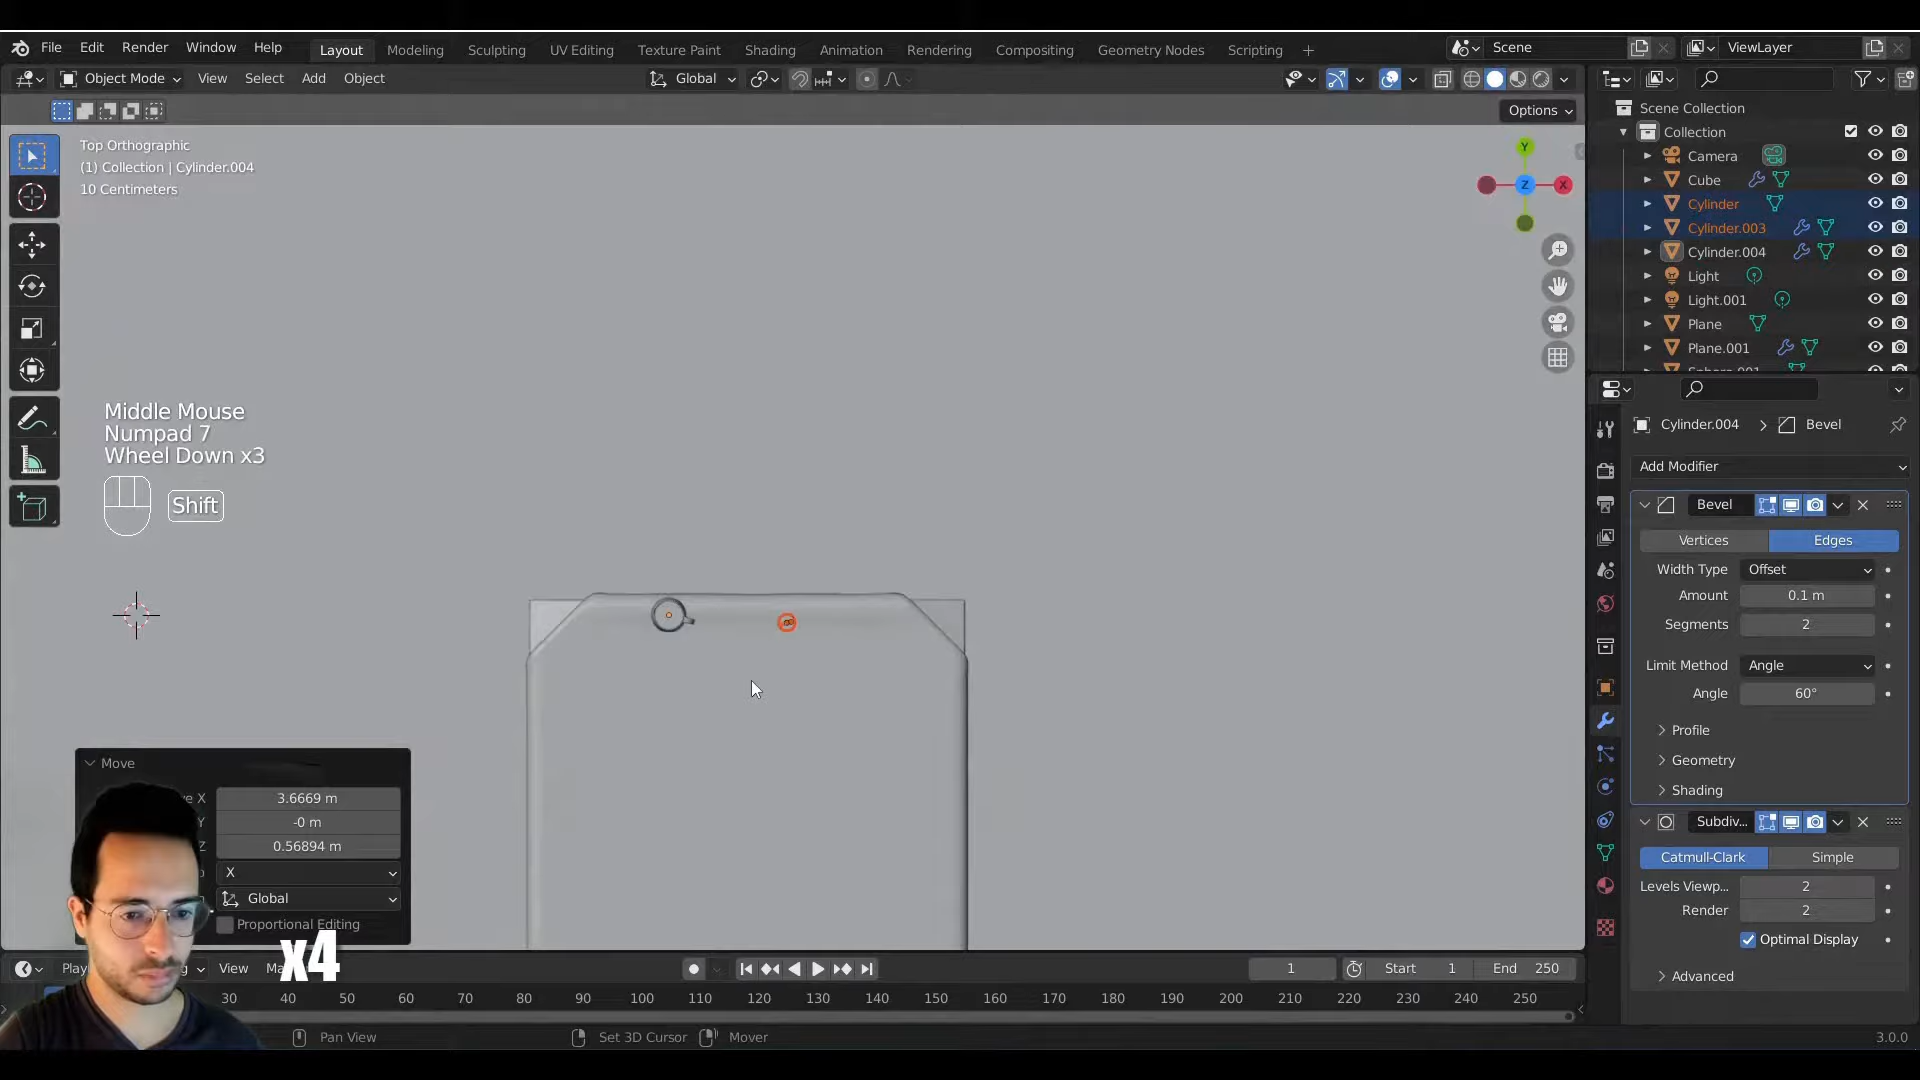 File Edit Render Window Help
Layout Modeling Sculpting UV Editing Texture Paint Shading Animation Rendering Compositing Geometry Nodes Scripting +
Scene
ViewLayer
Object Mode View Select Add Object
Global
Options
Top Orthographic
(1) Collection | Cylinder.004
10 Centimeters
Y
Z
X
Middle Mouse
Numpad 7
Wheel Down x3
Shift
Move
X 3.6669 m
Y -0 m
Z 0.56894 m
X
Global
Proportional Editing
x4
Scene Collection
Collection
Camera
Cube
Cylinder
Cylinder.003
Cylinder.004
Light
Light.001
Plane
Plane.001
Cylinder.004 > Bevel
Add Modifier
Bevel
Vertices Edges
Width Type Offset
Amount 0.1 m
Segments 2
Limit Method Angle
Angle 60°
Profile
Geometry
Shading
Subdiv...
Catmull-Clark Simple
Levels Viewp... 2
Render 2
Optimal Display
Advanced
View
1
Start 1
End 250
30 40 50 60 70 80 90 100 110 120 130 140 150 160 170 180 190 200 210 220 230 240 250
Pan View
Set 3D Cursor
Mover
3.0.0